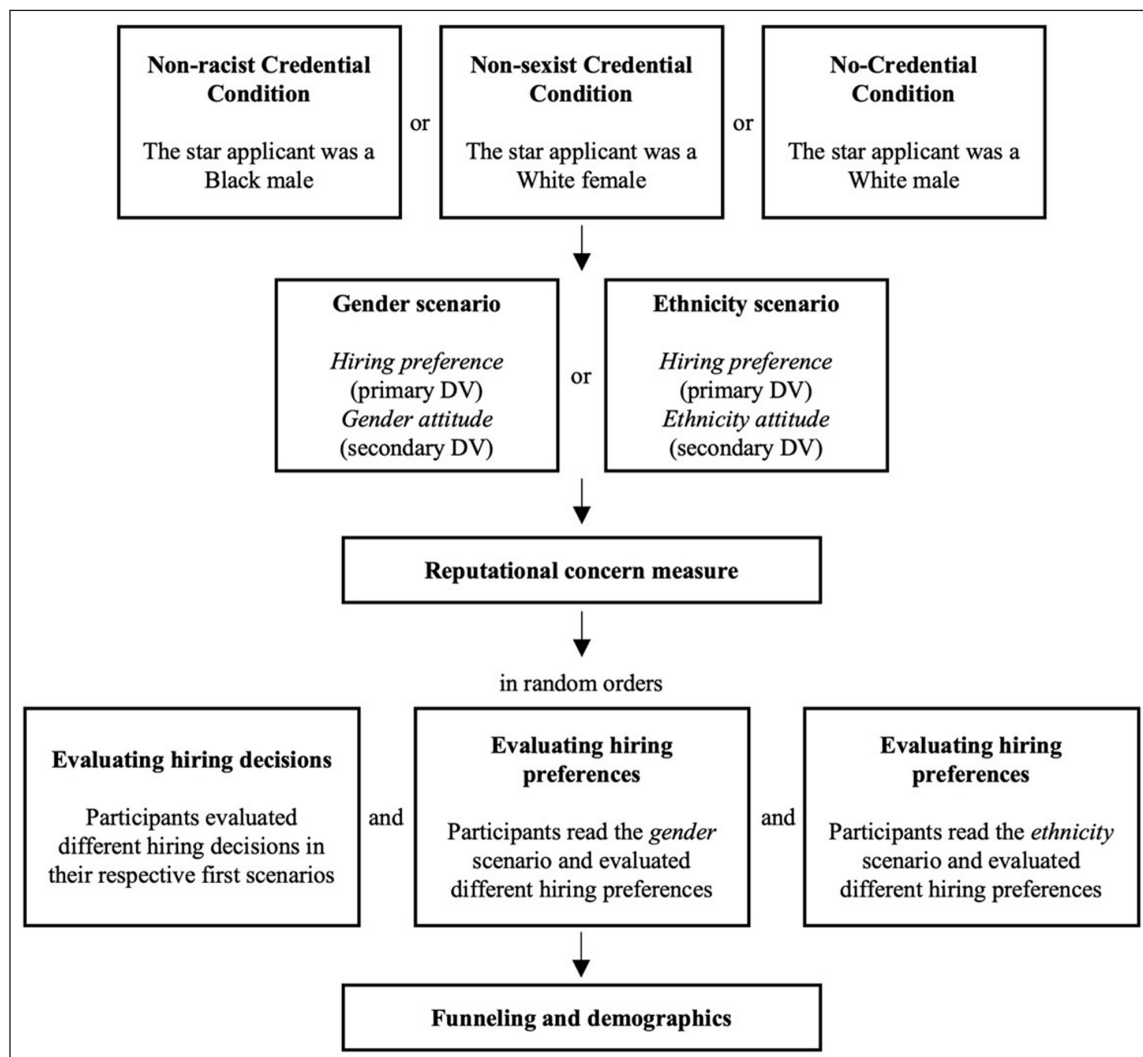 Non-racist Credential
Condition
The star applicant was a
Black male
or
Non-sexist Credential
Condition
The star applicant was a
White female
or
No-Credential
Condition
The star applicant was a
White male
Gender scenario
Hiring preference
(primary DV)
Gender attitude
(secondary DV)
or
Ethnicity scenario
Hiring preference
(primary DV)
Ethnicity attitude
(secondary DV)
Reputational concern measure
in random orders
Evaluating hiring decisions
Participants evaluated
different hiring decisions in
their respective first scenarios
and
Evaluating hiring
preferences
Participants read the gender
scenario and evaluated
different hiring preferences
and
Evaluating hiring
preferences
Participants read the ethnicity
scenario and evaluated
different hiring preferences
Funneling and demographics